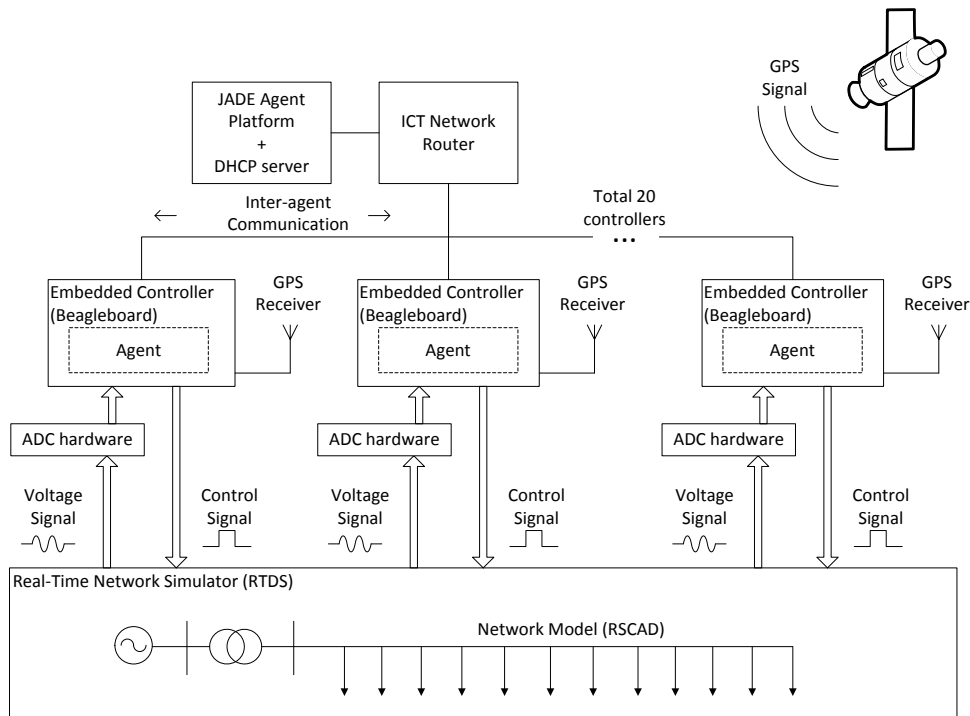 GPS
Signal
JADE Agent
Platform
+
DHCP server
ICT Network
Router
Inter-agent
Communication
Total 20
controllers
...
Embedded Controller
(Beagleboard)
Agent
GPS
Receiver
Embedded Controller
(Beagleboard)
Agent
GPS
Receiver
Embedded Controller
(Beagleboard)
Agent
GPS
Receiver
ADC hardware
ADC hardware
ADC hardware
Voltage
Signal
Control
Signal
Voltage
Signal
Control
Signal
Voltage
Signal
Control
Signal
Real-Time Network Simulator (RTDS)
Network Model (RSCAD)